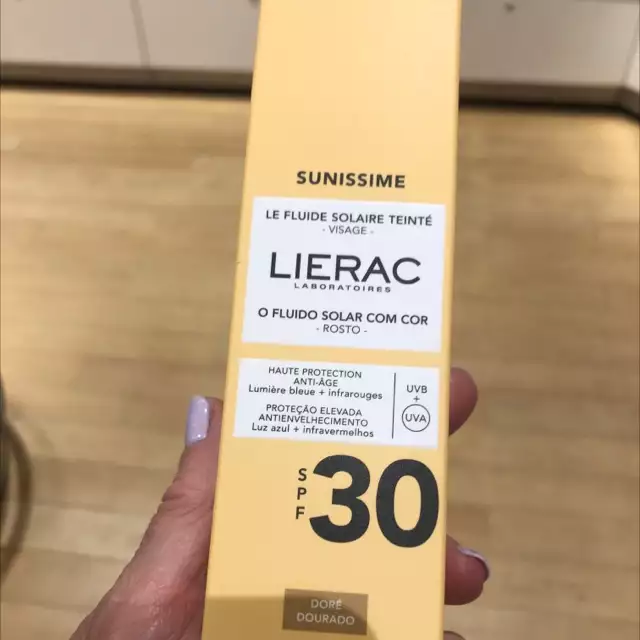 SUNISSIME
LE FLUIDE SOLAIRE TEINTÉ
- VISAGE -
LIERAC
LABORATOIRES
O FLUIDO SOLAR COM COR
- ROSTO -
HAUTE PROTECTION
ANTI-ÂGE
Lumière bleue + infrarouges
PROTEÇÃO ELEVADA
ANTIENVELHECIMENTO
Luz azul + infravermelhos
UVB
+
UVA
SPF
30
DORÉ
DOURADO